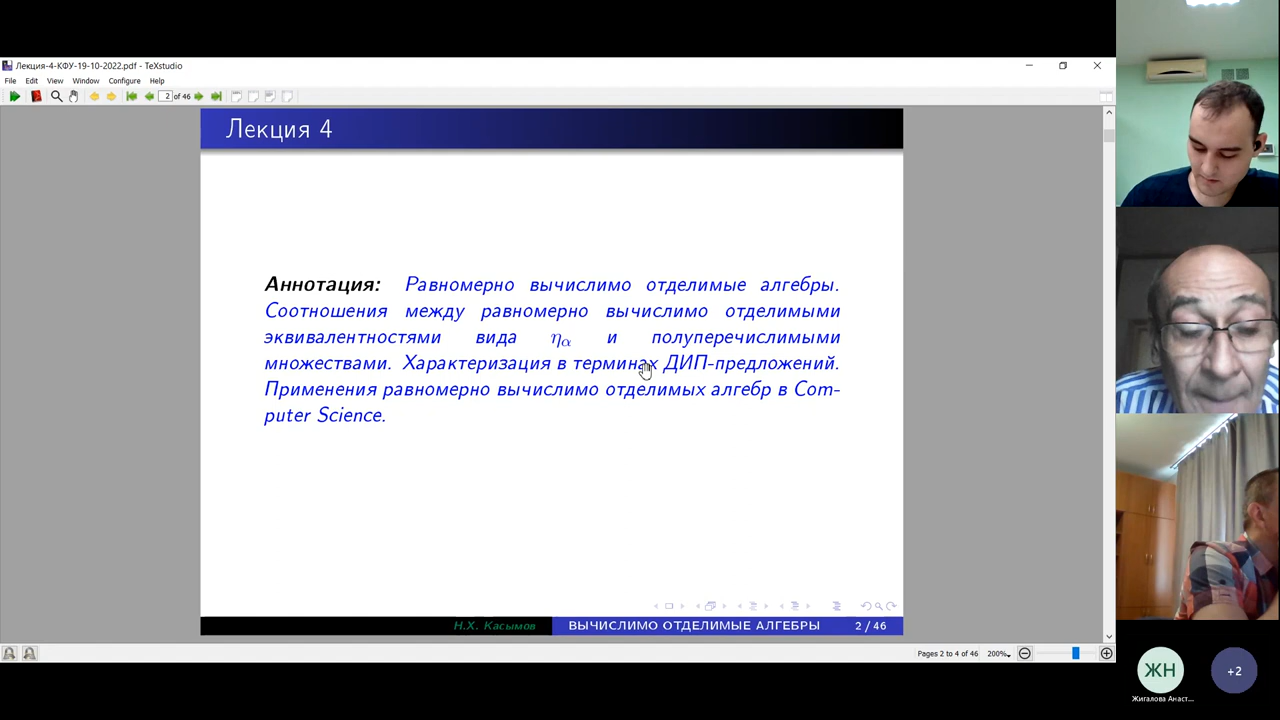 Лекция-4-КФУ-19-10-2022.pdf - TeXstudio
File Edit View Window Configure Help
2 of 46
Лекция 4
Аннотация: Равномерно вычислимо отделимые алгебры.
Соотношения между равномерно вычислимо отделимыми
эквивалентностями вида ηα и полуперечислимыми
множествами. Характеризация в терминах ДИП-предложений.
Применения равномерно вычислимо отделимых алгебр в Com-
puter Science.
Н.Х. Касымов ВЫЧИСЛИМО ОТДЕЛИМЫЕ АЛГЕБРЫ 2 / 46
Pages 2 to 4 of 46 200%
ЖН
+2
Жигалова Анаст...